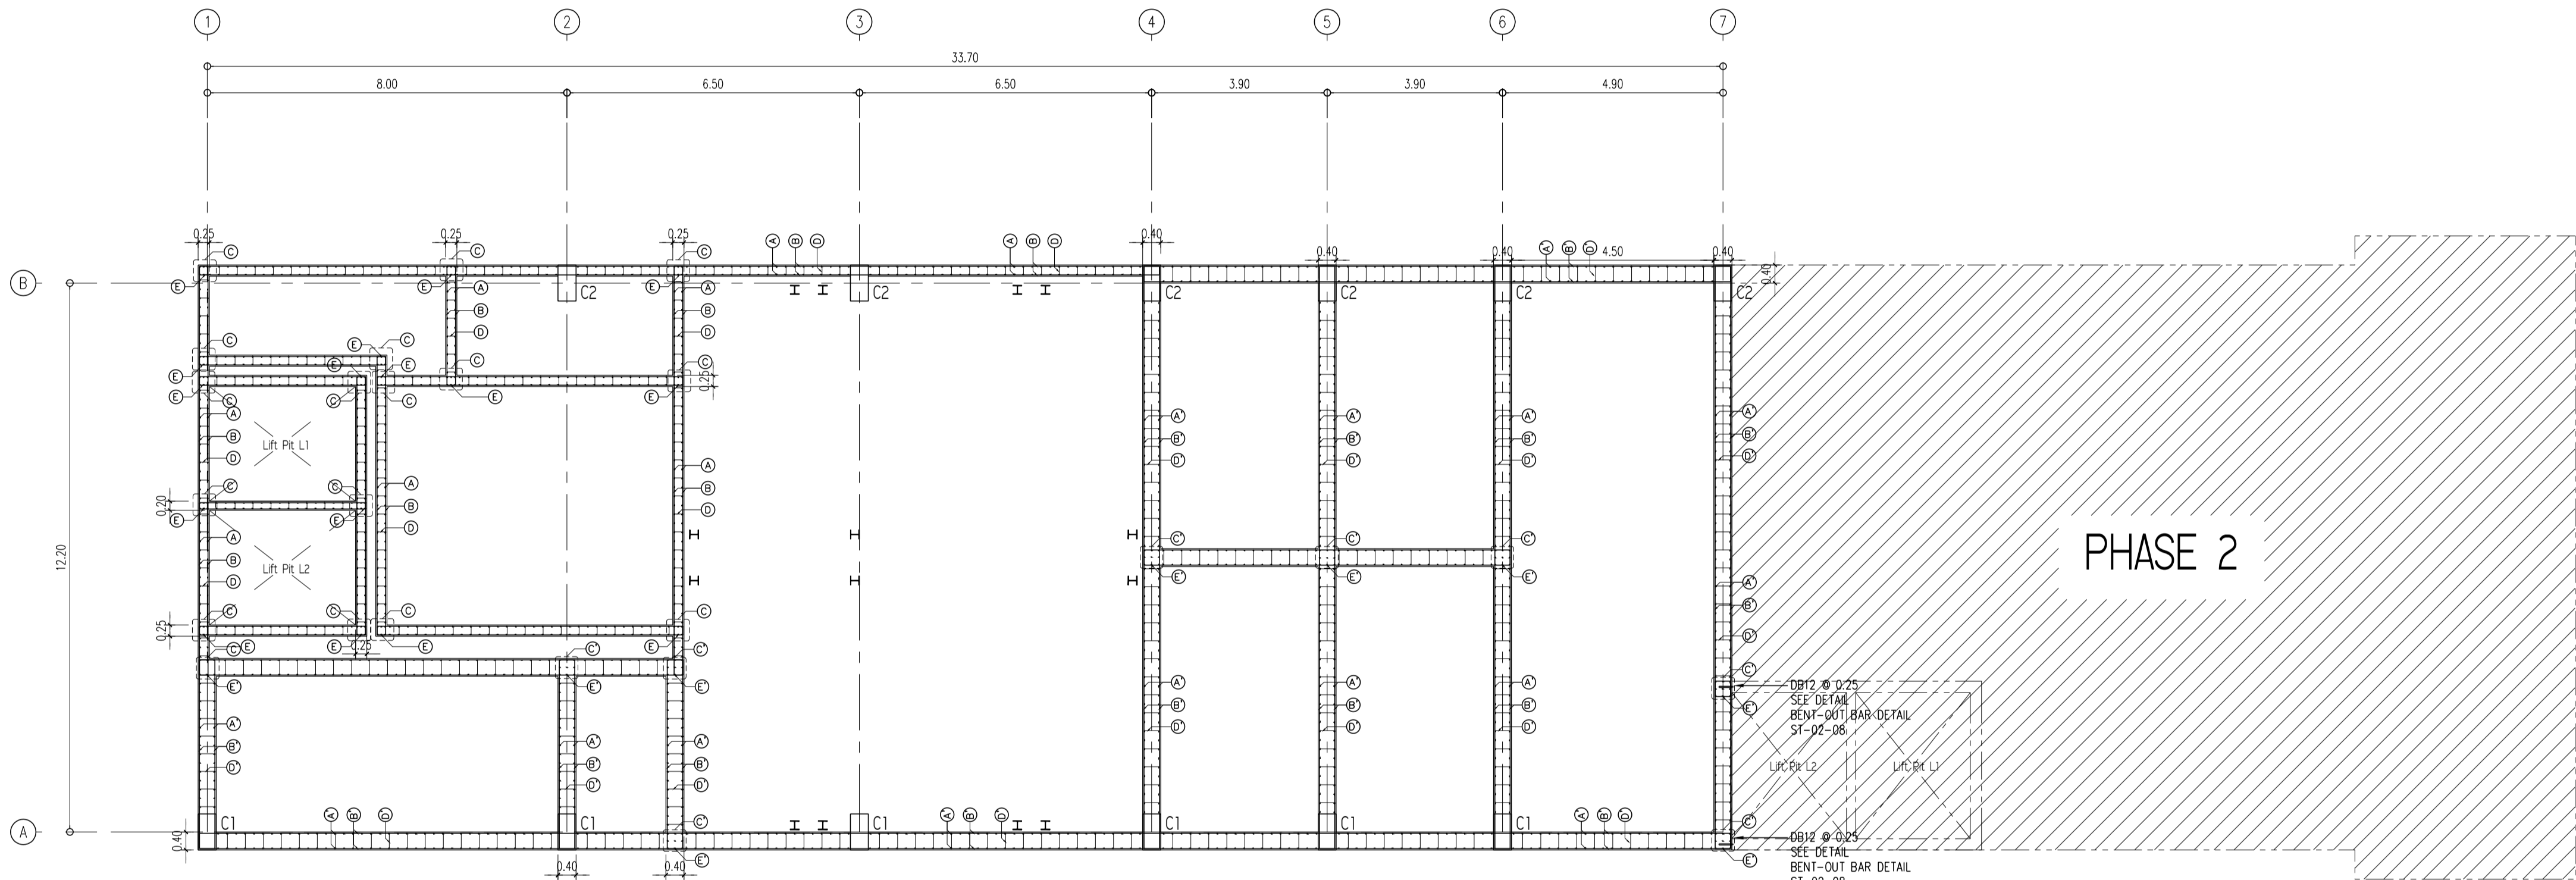 1 2 3 4 5 6 7
33.70
8.00 6.50 6.50 3.90 3.90 4.90
0.25 C 0.25 C 0.25 C A B D A B D 0.40 0.40 0.40 4.50 A' B' D' 0.40
B
0.40
E E A E A
C2 C2 C2 C2 C2 C2
B B
D D
C E C C C
E E E
E E C C C E E 0.25
A A' A' A' A'
B B' B' B' B'
Lift Pit L1
D A D' D' D' D'
C C A B
0.20 B D
E E D
A C' C' C'
12.20
B
Lift Pit L2
D E' E' E' A'
PHASE 2
C C C C B'
0.25
E E E E D'
C' 0.25 C' C' C'
E' E' E' A' A' A' E' DB12 @ 0.25
SEE DETAIL
B' B' B' BENT-OUT BAR DETAIL
A' D' D' D' ST-02-08
B' A' A'
D' B' B' Lift Pit L2 Lift Pit L1
D' D'
A' B' D' C' A' B' D' A' B' D' C'
A C1 C1 C1 C1 C1 C1
0.40 DB12 @ 0.25
SEE DETAIL
E' E'
0.40 0.40 BENT-OUT BAR DETAIL
ST-02-08